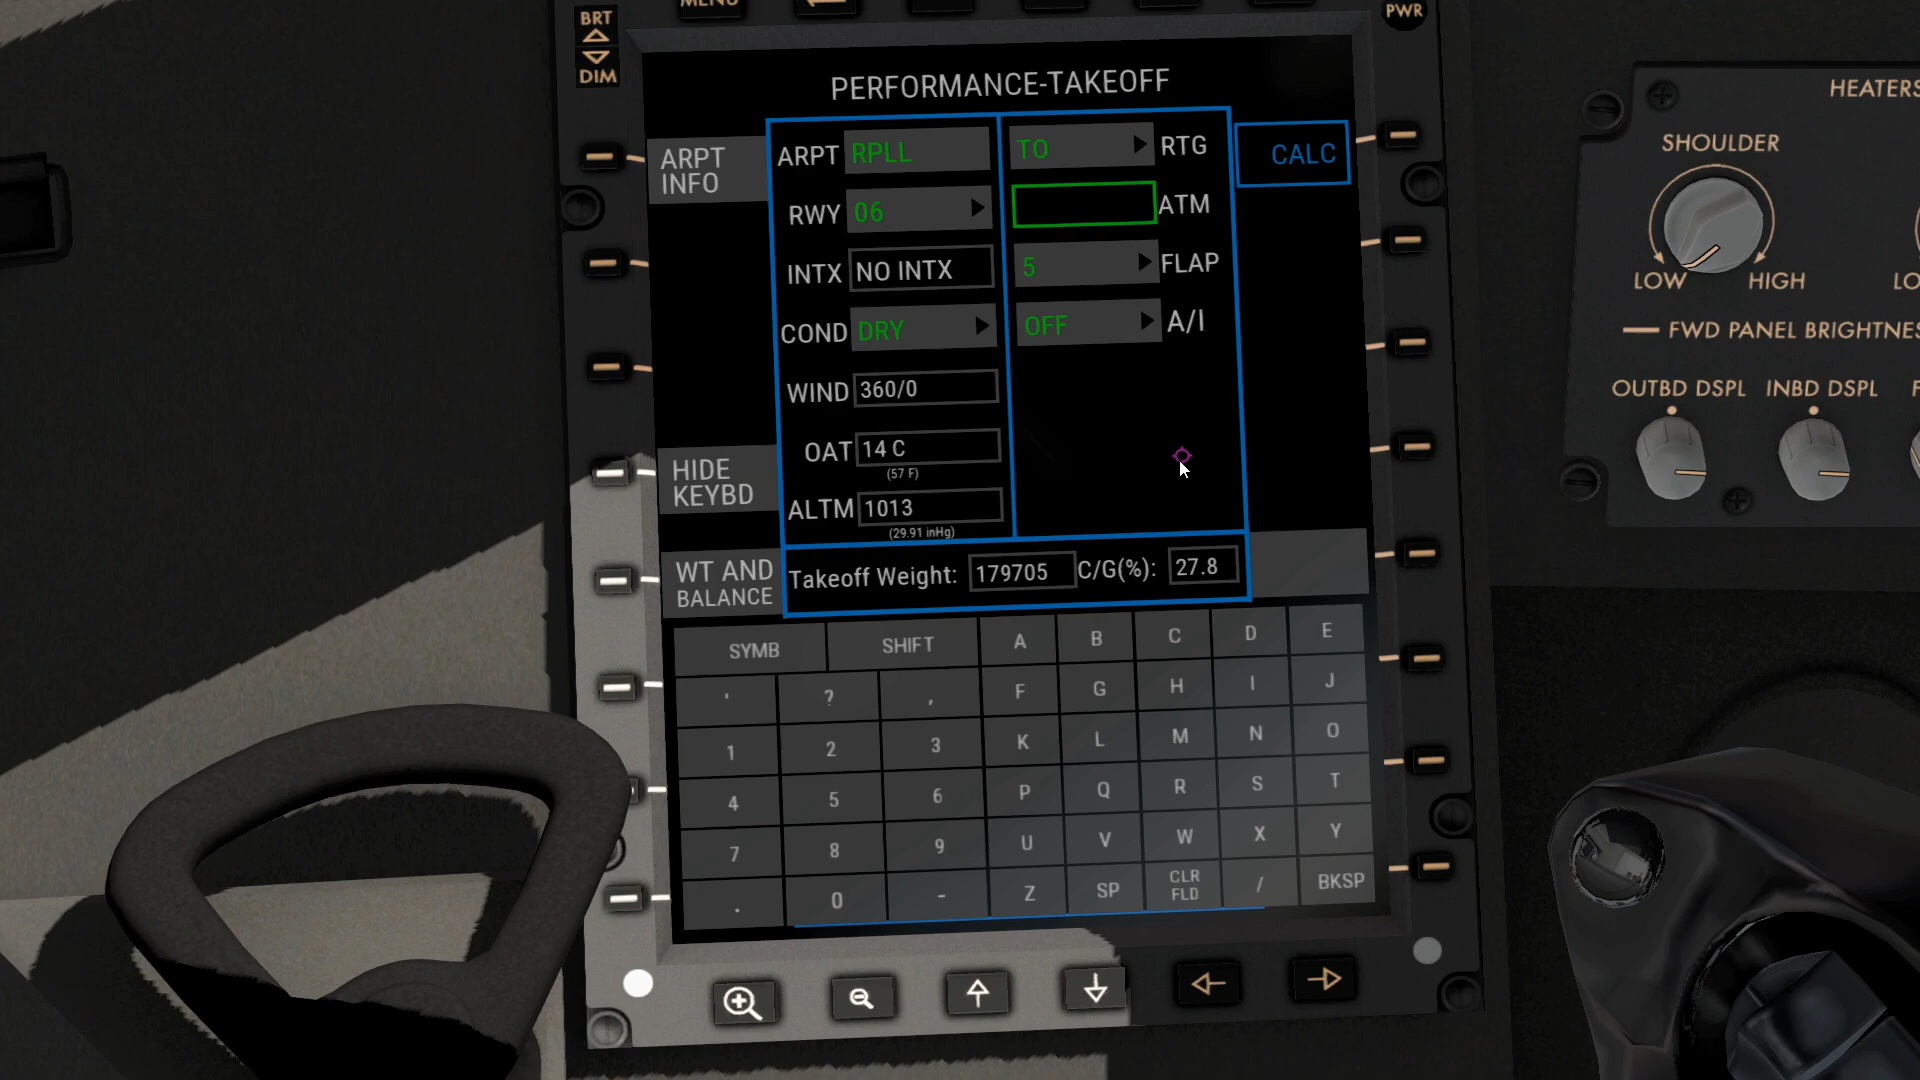 MENU
PWR
BRT
DIM
PERFORMANCE-TAKEOFF
ARPT
INFO
ARPT RPLL
TO RTG
CALC
RWY 06
ATM
INTX NO INTX
5 FLAP
COND DRY
OFF A/I
WIND 360/0
OAT 14 C
(57 F)
ALTM 1013
(29.91 inHg)
HIDE
KEYBD
WT AND
BALANCE
Takeoff Weight: 179705 C/G(%): 27.8
SYMB SHIFT A B C D E
' ? , F G H I J
1 2 3 K L M N O
4 5 6 P Q R S T
7 8 9 U V W X Y
. 0 - Z SP CLR FLD / BKSP
HEATERS
SHOULDER
LOW HIGH
FWD PANEL
OUTBD DSPL INBD DSPL